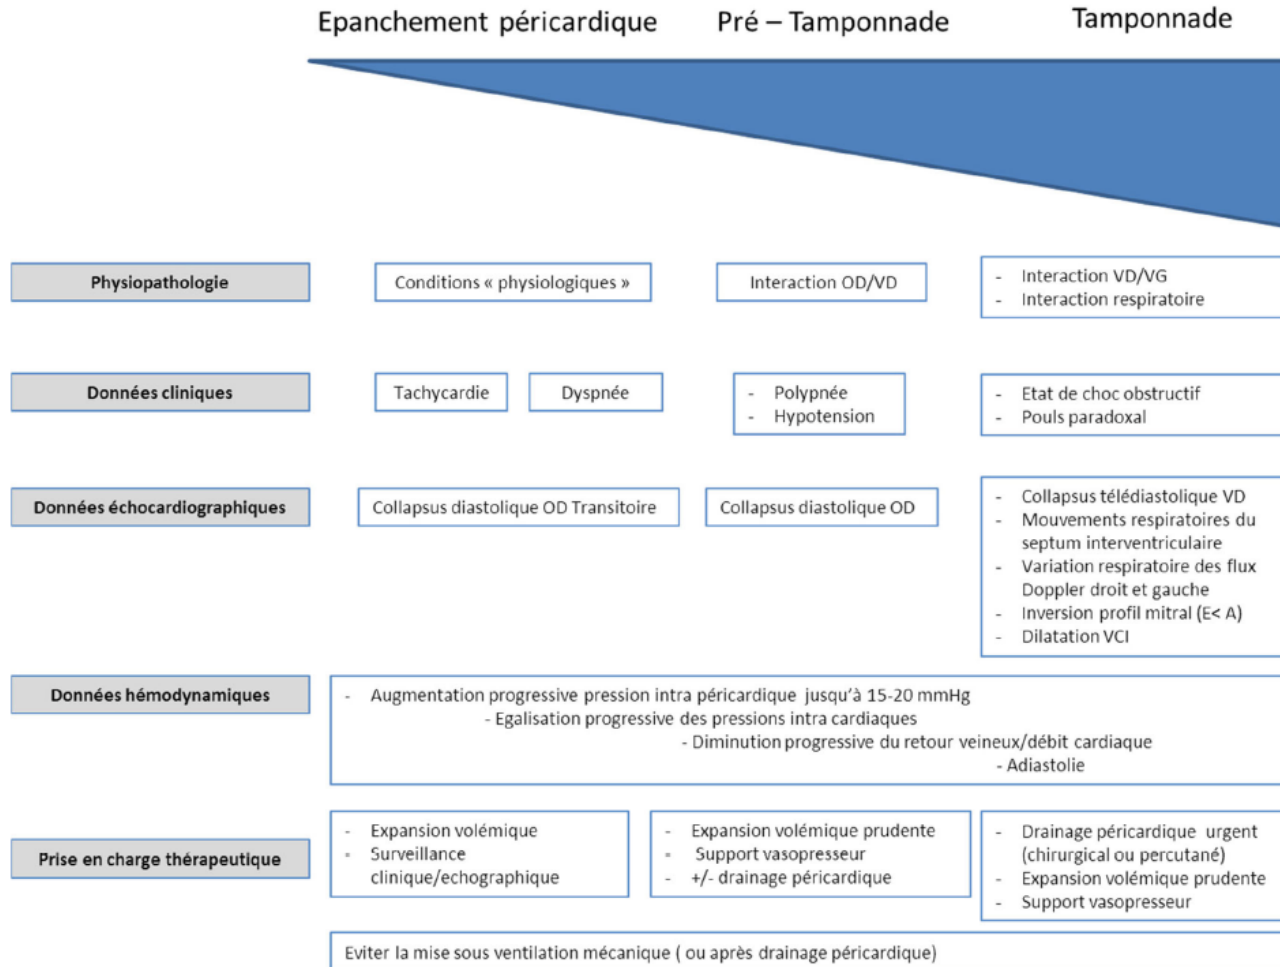 Epanchement péricardique
Pré – Tamponnade
Tamponnade
Physiopathologie
Conditions « physiologiques »
Interaction OD/VD
- Interaction VD/VG
- Interaction respiratoire
Données cliniques
Tachycardie
Dyspnée
- Polypnée
- Hypotension
- Etat de choc obstructif
- Pouls paradoxal
Données échocardiographiques
Collapsus diastolique OD Transitoire
Collapsus diastolique OD
- Collapsus télédiastolique VD
- Mouvements respiratoires du
septum interventriculaire
- Variation respiratoire des flux
Doppler droit et gauche
- Inversion profil mitral (E< A)
- Dilatation VCI
Données hémodynamiques
- Augmentation progressive pression intra péricardique jusqu'à 15-20 mmHg
- Egalisation progressive des pressions intra cardiaques
- Diminution progressive du retour veineux/débit cardiaque
- Adiastolie
Prise en charge thérapeutique
- Expansion volémique
- Surveillance
clinique/echographique
- Expansion volémique prudente
- Support vasopresseur
- +/- drainage péricardique
- Drainage péricardique urgent
(chirurgical ou percutané)
- Expansion volémique prudente
- Support vasopresseur
Eviter la mise sous ventilation mécanique ( ou après drainage péricardique)